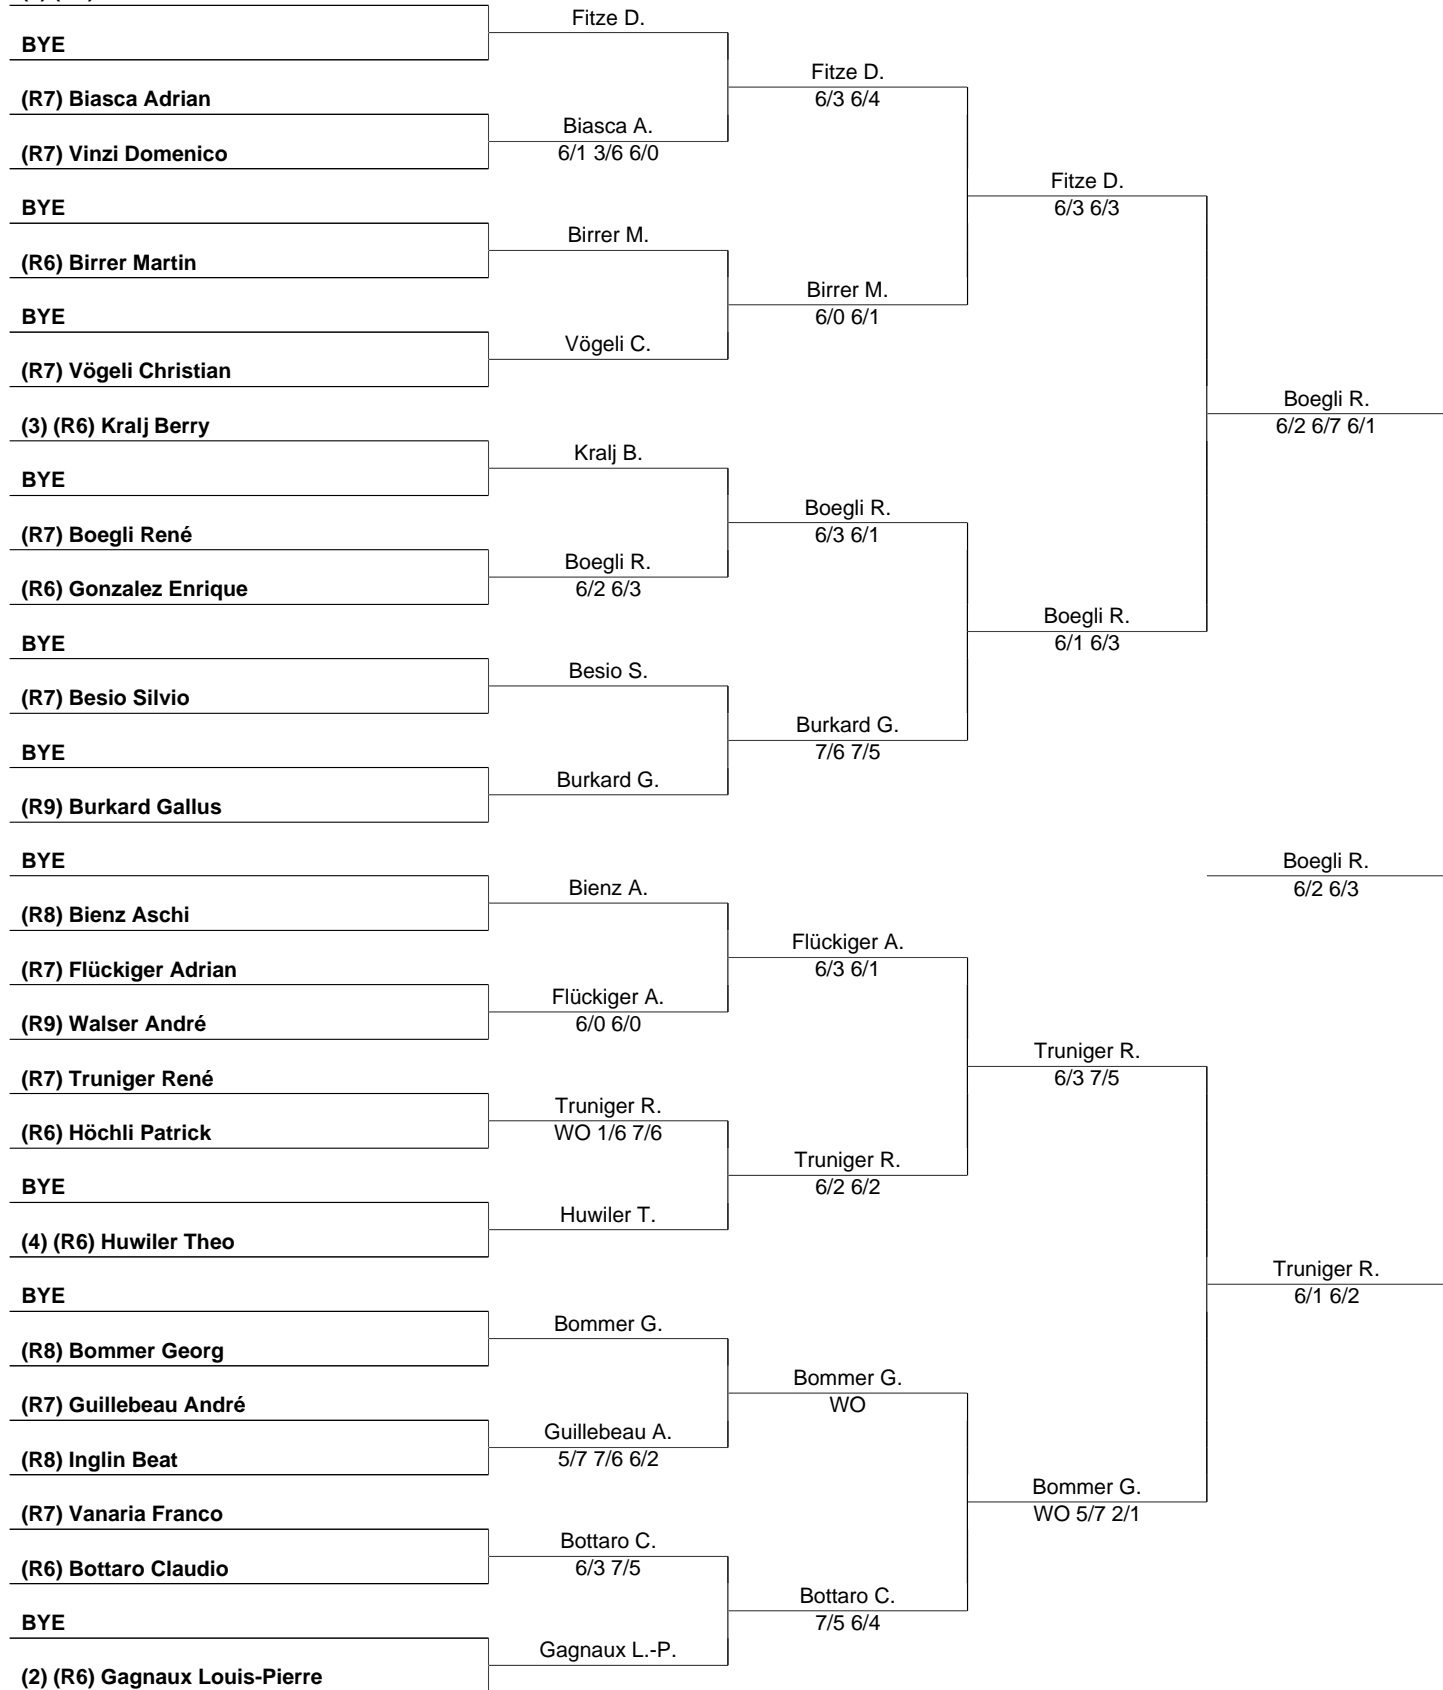 Fitze D.
BYE
Fitze D.
(R7) Biasca Adrian
6/3 6/4
Biasca A.
(R7) Vinzi Domenico
6/1 3/6 6/0
Fitze D.
BYE
6/3 6/3
Birrer M.
(R6) Birrer Martin
Birrer M.
BYE
6/0 6/1
Vögeli C.
(R7) Vögeli Christian
Boegli R.
(3) (R6) Kralj Berry
6/2 6/7 6/1
Kralj B.
BYE
Boegli R.
(R7) Boegli René
6/3 6/1
Boegli R.
(R6) Gonzalez Enrique
6/2 6/3
Boegli R.
BYE
6/1 6/3
Besio S.
(R7) Besio Silvio
Burkard G.
BYE
7/6 7/5
Burkard G.
(R9) Burkard Gallus
BYE
Boegli R.
6/2 6/3
Bienz A.
(R8) Bienz Aschi
Flückiger A.
(R7) Flückiger Adrian
6/3 6/1
Flückiger A.
(R9) Walser André
6/0 6/0
Truniger R.
(R7) Truniger René
6/3 7/5
Truniger R.
(R6) Höchli Patrick
WO 1/6 7/6
Truniger R.
BYE
6/2 6/2
Huwiler T.
(4) (R6) Huwiler Theo
Truniger R.
BYE
6/1 6/2
Bommer G.
(R8) Bommer Georg
Bommer G.
(R7) Guillebeau André
WO
Guillebeau A.
(R8) Inglin Beat
5/7 7/6 6/2
Bommer G.
(R7) Vanaria Franco
WO 5/7 2/1
Bottaro C.
(R6) Bottaro Claudio
6/3 7/5
Bottaro C.
BYE
7/5 6/4
Gagnaux L.-P.
(2) (R6) Gagnaux Louis-Pierre